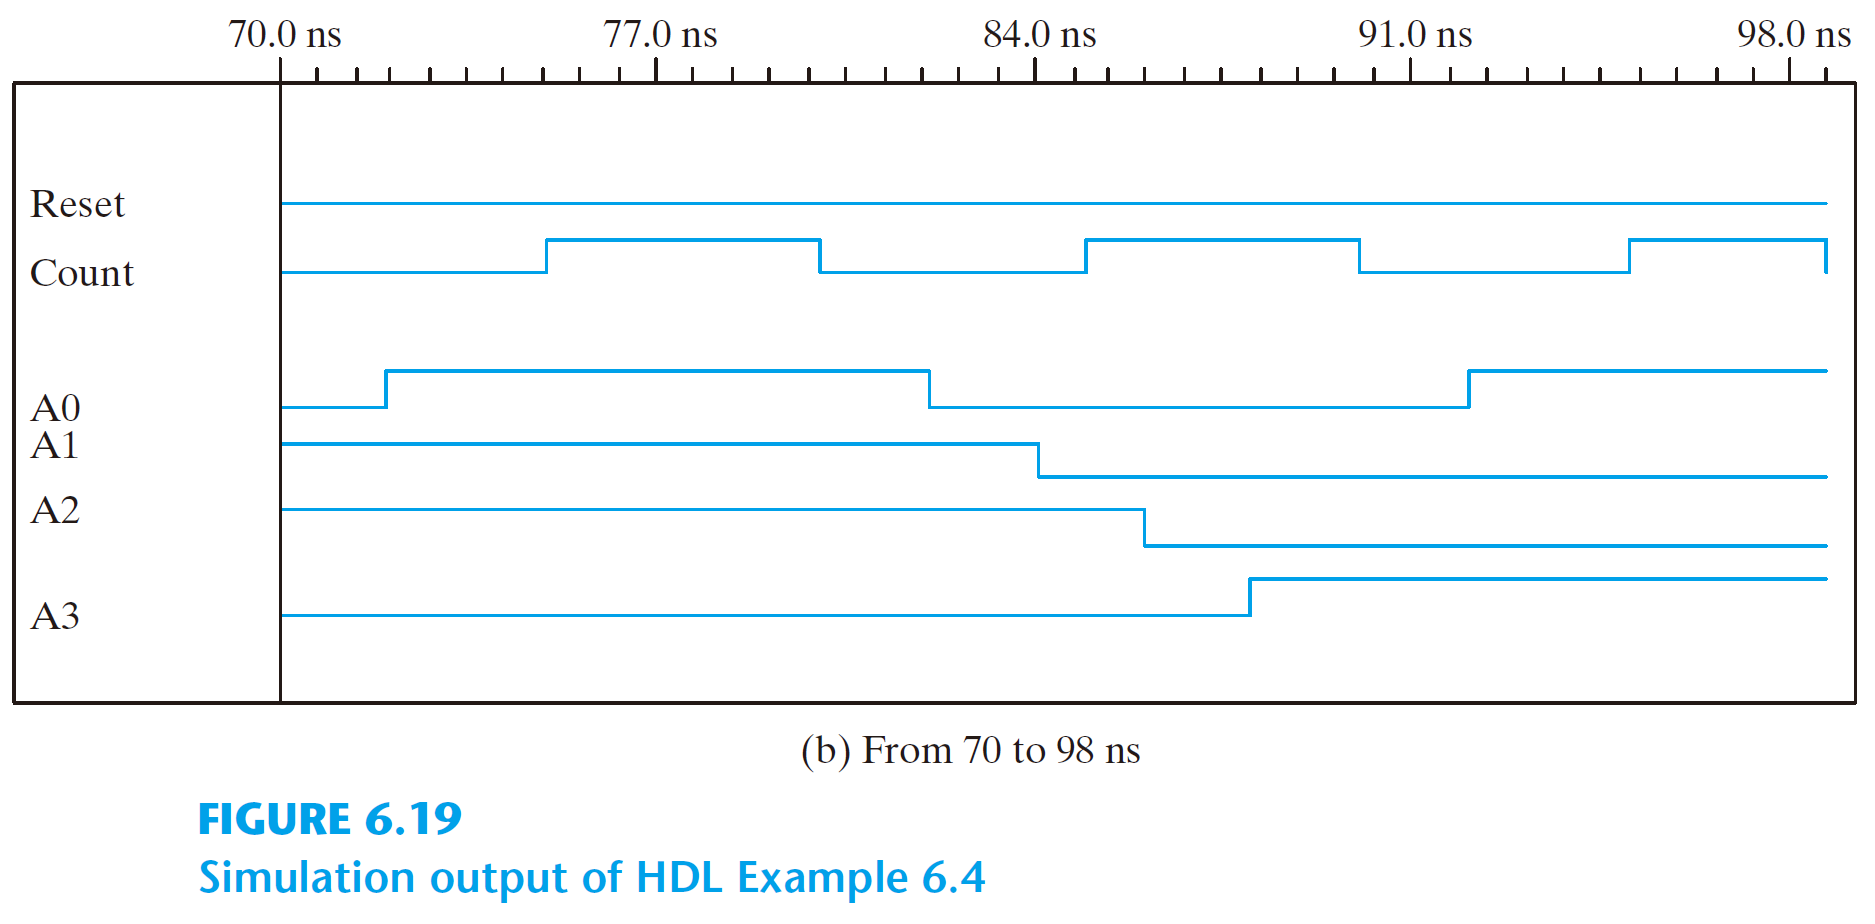 70.0 ns 77.0 ns 84.0 ns 91.0 ns 98.0 ns
Reset
Count
A0
A1
A2
A3
(b) From 70 to 98 ns
FIGURE 6.19
Simulation output of HDL Example 6.4